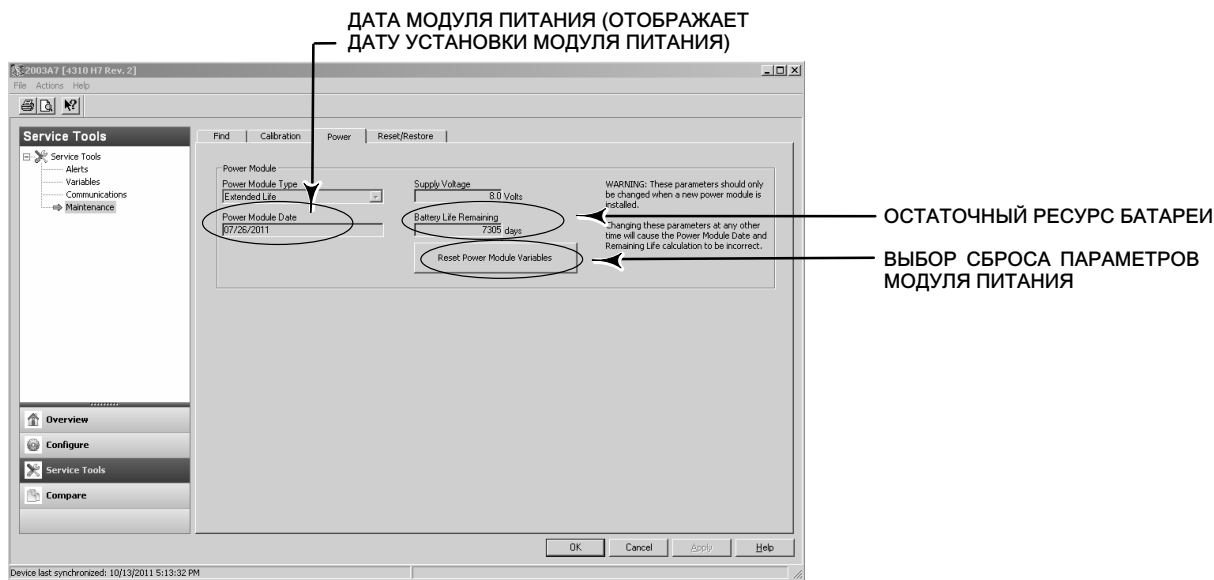 ДАТА МОДУЛЯ ПИТАНИЯ (ОТОБРАЖАЕТ
ДАТУ УСТАНОВКИ МОДУЛЯ ПИТАНИЯ)
2003A7 [4310 H7 Rev. 2]
File Actions Help
Service Tools
Service Tools
Alerts
Variables
Communications
Maintenance
Overview
Configure
Service Tools
Compare
Find Calibration Power Reset/Restore
Power Module
Power Module Type
Extended Life
Power Module Date
07/26/2011
Supply Voltage
8.0 Volts
Battery Life Remaining
7305 days
Reset Power Module Variables
WARNING: These parameters should only
be changed when a new power module is
installed.
Changing these parameters at any other
time will cause the Power Module Date and
Remaining Life calculation to be incorrect.
ОСТАТОЧНЫЙ РЕСУРС БАТАРЕИ
ВЫБОР СБРОСА ПАРАМЕТРОВ
МОДУЛЯ ПИТАНИЯ
OK Cancel Apply Help
Device last synchronized: 10/13/2011 5:13:32 PM